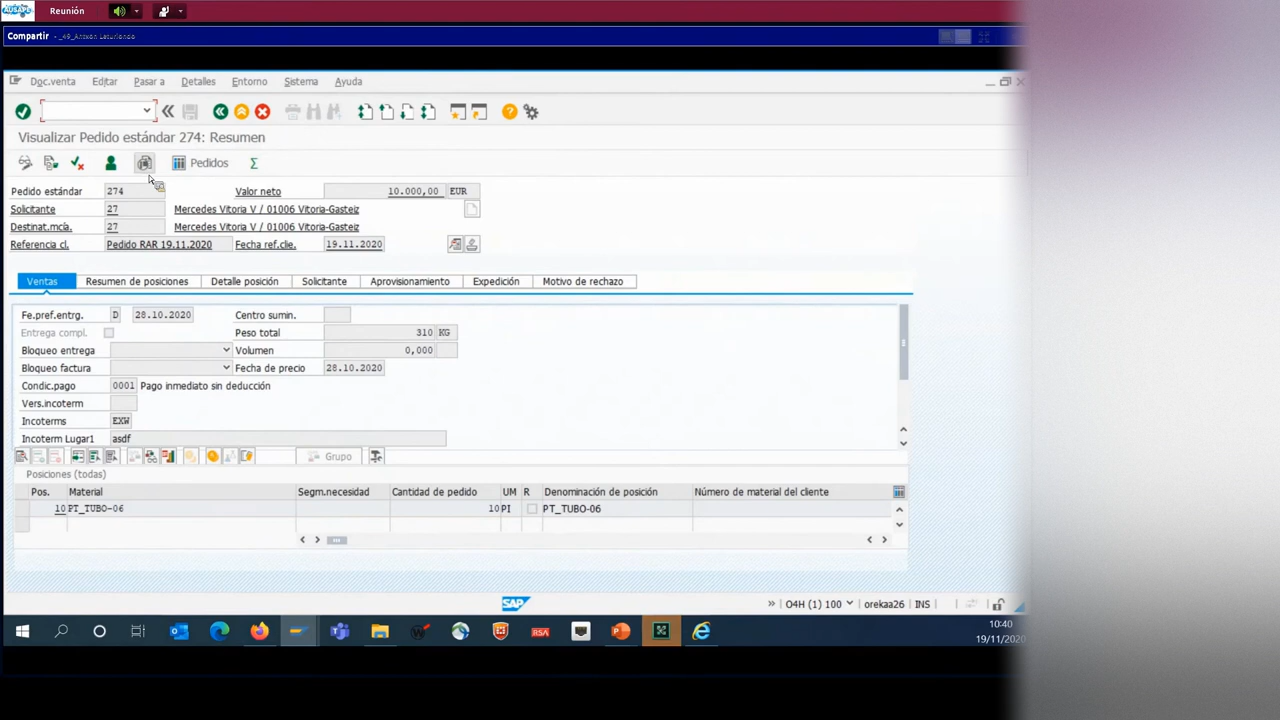 AUSAPE Reunión
Compartir - _49_Antxon Leturiondo
Doc.venta Editar Pasar a Detalles Entorno Sistema Ayuda
Visualizar Pedido estándar 274: Resumen
Pedidos
Pedido estándar 274 Valor neto 10.000,00 EUR
Solicitante 27 Mercedes Vitoria V / 01006 Vitoria-Gasteiz
Destinat.mcía. 27 Mercedes Vitoria V / 01006 Vitoria-Gasteiz
Referencia cl. Pedido RAR 19.11.2020 Fecha ref.clie. 19.11.2020
Ventas Resumen de posiciones Detalle posición Solicitante Aprovisionamiento Expedición Motivo de rechazo
Fe.pref.entrg. D 28.10.2020 Centro sumin.
Entrega compl. Peso total 310 KG
Bloqueo entrega Volumen 0,000
Bloqueo factura Fecha de precio 28.10.2020
Condic.pago 0001 Pago inmediato sin deducción
Vers.incoterm
Incoterms EXW
Incoterm Lugar1 asdf
Grupo
Posiciones (todas)
Pos. Material Segm.necesidad Cantidad de pedido UM R Denominación de posición Número de material del cliente
10 PT_TUBO-06 10 PI PT_TUBO-06
SAP O4H (1) 100 orekaa26 INS
RSA
10:40
19/11/2020